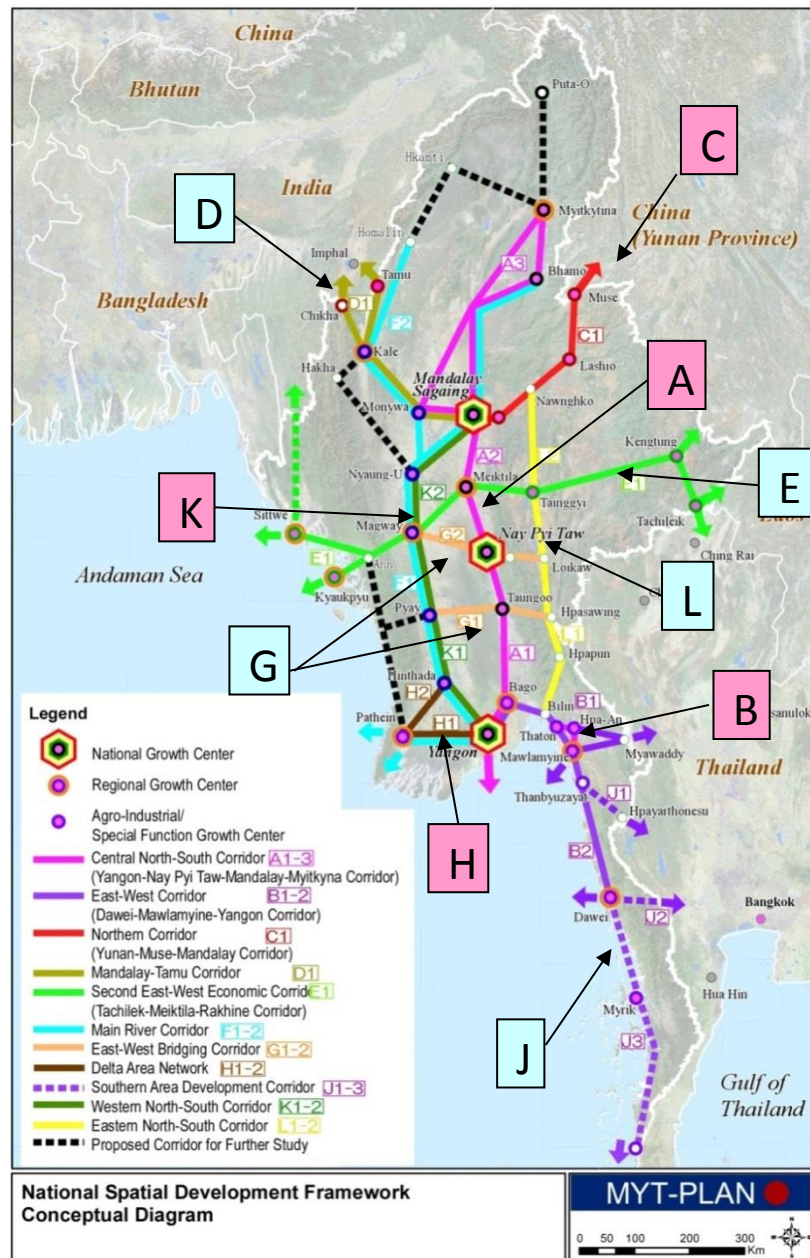 China
Bhutan
Puta-O
C
Hkamti
India
D
Myitkyina
China
(Yunan Province)
Homalin
Imphal
A3
Bhamo
Tamu
Muse
Bangladesh
D1
Chikha
F2
C1
Kale
Lashio
A
Hakha
Mandalay
Sagaing
Nawnghko
Monywa
A2
Kengtung
Nyaung-U
Meiktila
E
K
K2
Taunggyi
E1
Sittwe
Magway
Tachileik
G2
Nay Pyi Taw
Ching Rai
E1
Ann
Loikaw
Andaman Sea
Kyaukpyu
L
Taungoo
Pyay
Hpasawing
G
G1
L1
K1
A1
Hpapun
Hinthada
Bago
H2
Bilin
B1
B
Pathein
H1
Hpa-An
Thaton
Yangon
Mawlamyine
Myawaddy
Thailand
Thanbyuzayat
J1
Hpayarthonesu
H
B2
Dawei
J2
Bangkok
Hua Hin
Myrik
J
J3
Gulf of
Thailand
Legend
National Growth Center
Regional Growth Center
Agro-Industrial/
Special Function Growth Center
Central North-South Corridor A1-3
(Yangon-Nay Pyi Taw-Mandalay-Myitkyna Corridor)
East-West Corridor B1-2
(Dawei-Mawlamyine-Yangon Corridor)
Northern Corridor C1
(Yunan-Muse-Mandalay Corridor)
Mandalay-Tamu Corridor D1
Second East-West Economic Corrido E1
(Tachilek-Meiktila-Rakhine Corridor)
Main River Corridor F1-2
East-West Bridging Corridor G1-2
Delta Area Network H1-2
Southern Area Development Corridor J1-3
Western North-South Corridor K1-2
Eastern North-South Corridor L1-2
Proposed Corridor for Further Study
National Spatial Development Framework
Conceptual Diagram
MYT-PLAN
0 50 100 200 300
Km